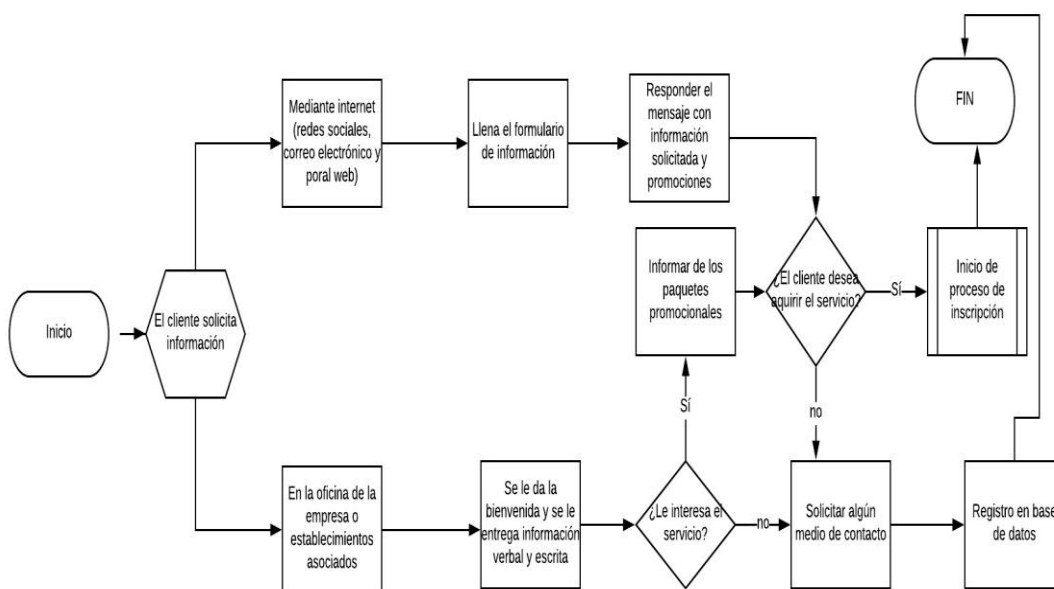 FIN
Mediante internet
(redes sociales,
correo electrónico y
poral web)
Llena el formulario
de información
Responder el
mensaje con
información
solicitada y
promociones
Inicio
El cliente solicita
información
Informar de los
paquetes
promocionales
¿El cliente desea
aquirir el servicio?
Sí
Inicio de
proceso de
inscripción
Sí
no
En la oficina de la
empresa o
establecimientos
asociados
Se le da la
bienvenida y se le
entrega información
verbal y escrita
¿Le interesa el
servicio?
no
Solicitar algún
medio de contacto
Registro en base
de datos